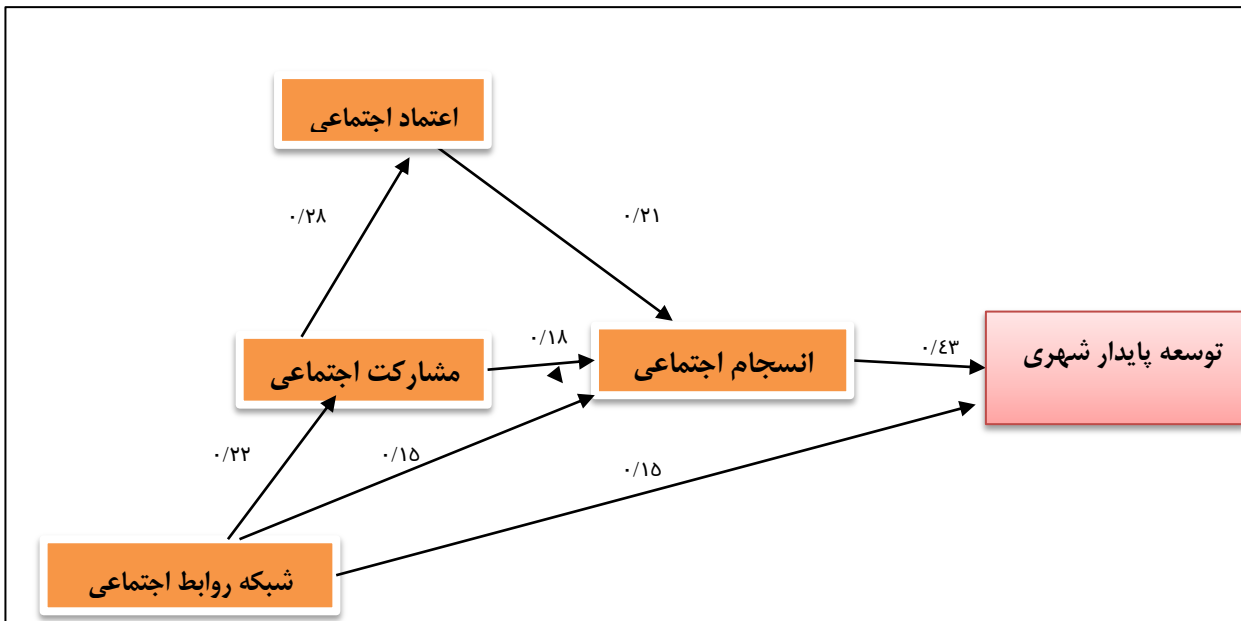 اعتماد اجتماعی
۰/۲۸
۰/۲۱
۰/۱۸
۰/٤۳
مشارکت اجتماعی
انسجام اجتماعی
توسعه پایدار شهری
۰/۲۲
۰/۱۵
۰/۱۵
شبکه روابط اجتماعی